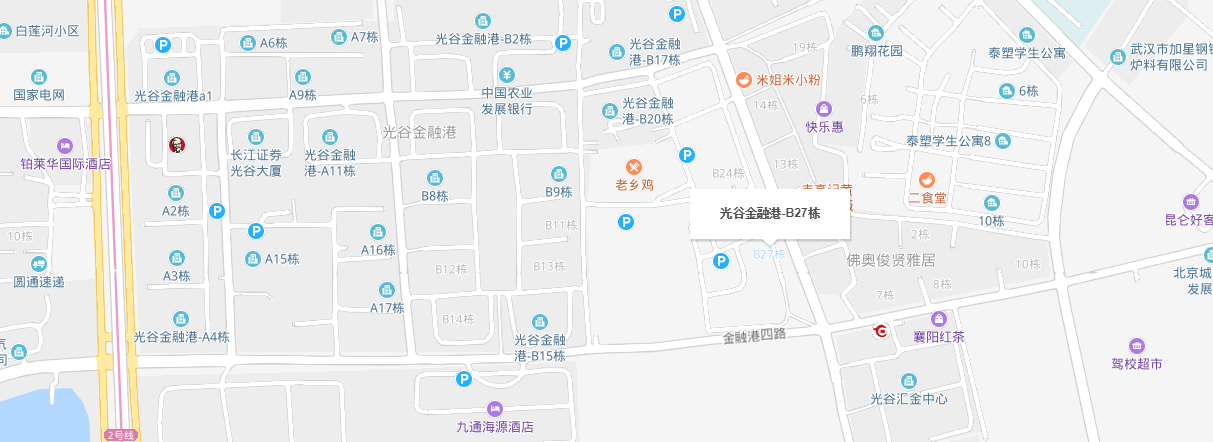 白莲河小区
P
A6栋
A7栋
光谷金融港-B2栋
P
P
光谷金融
港-B17栋
19栋
鹏翔花园
泰塑学生公寓
武汉市加星钢铁
炉料有限公司
国家电网
光谷金融港a1
A9栋
¥
中国农业
发展银行
光谷金融
港-B20栋
米姐米小粉
14栋
快乐惠
6栋
6栋
铂莱华国际酒店
长江证券
光谷大厦
光谷金融
港-A11栋
光谷金融港
B8栋
B9栋
老乡鸡
P
B24栋
13栋
泰塑学生公寓8
二食堂
10栋
昆仑好客
A2栋
P
P
A16栋
B11栋
P
光谷金融港-B27栋
2栋
10栋
圆通速递
A3栋
A15栋
B12栋
B13栋
P
B27栋
佛奥俊贤雅居
10栋
北京城
发展
A17栋
7栋
8栋
光谷金融港-A4栋
B14栋
光谷金融
港-B15栋
金融港四路
襄阳红茶
驾校超市
司
P
光谷汇金中心
九通海源酒店
2号线